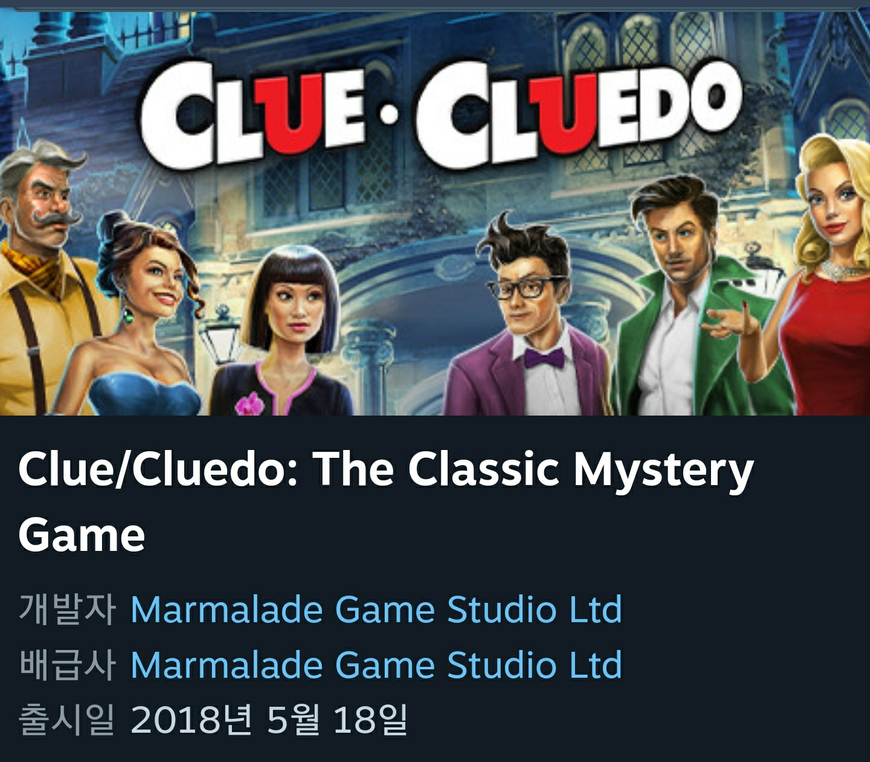 CLUE • CLUEDO
Clue/Cluedo: The Classic Mystery
Game
개발자 Marmalade Game Studio Ltd
배급사 Marmalade Game Studio Ltd
출시일 2018년 5월 18일